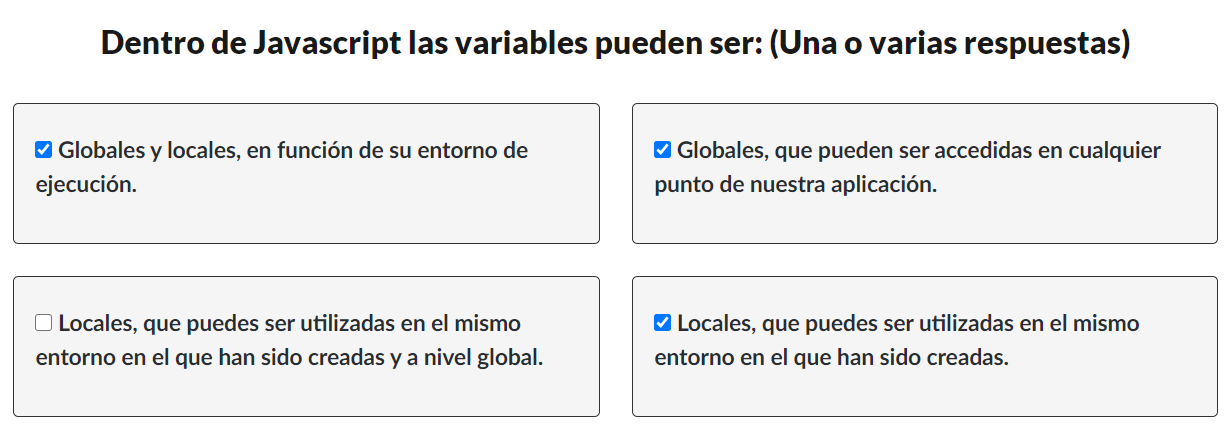 Dentro de Javascript las variables pueden ser: (Una o varias respuestas)
Globales y locales, en función de su entorno de
ejecución.
Globales, que pueden ser accedidas en cualquier
punto de nuestra aplicación.
Locales, que puedes ser utilizadas en el mismo
entorno en el que han sido creadas y a nivel global.
Locales, que puedes ser utilizadas en el mismo
entorno en el que han sido creadas.